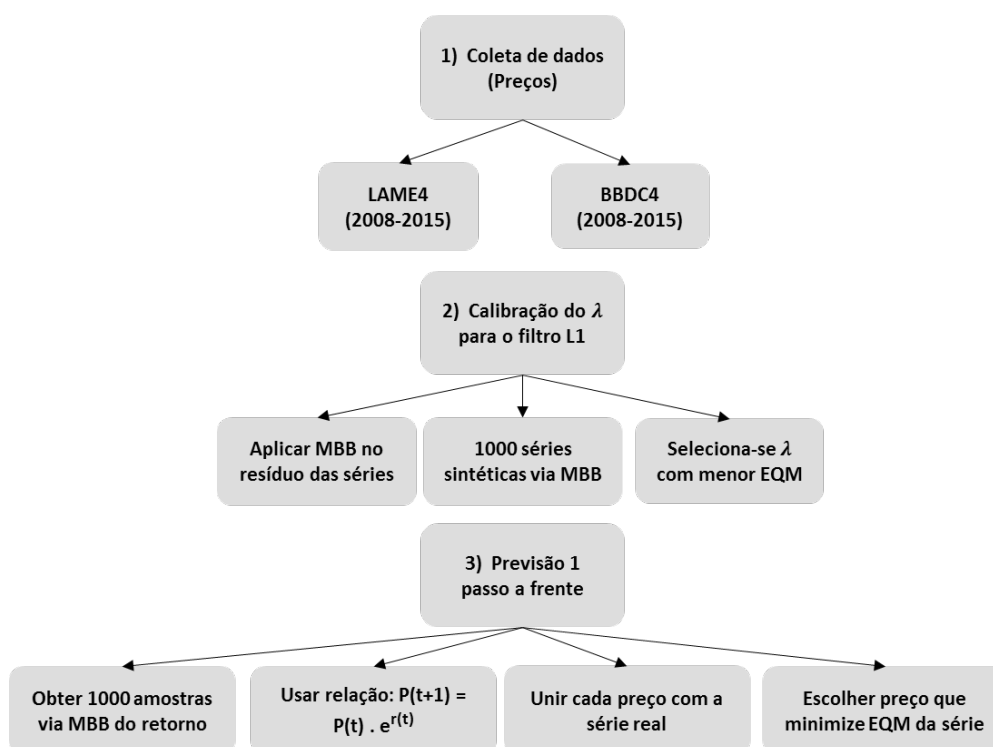 1) Coleta de dados
(Preços)
LAME4
(2008-2015)
BBDC4
(2008-2015)
2) Calibração do λ
para o filtro L1
Aplicar MBB no
resíduo das séries
1000 séries
sintéticas via MBB
Seleciona-se λ
com menor EQM
3) Previsão 1
passo a frente
Obter 1000 amostras
via MBB do retorno
Usar relação: P(t+1) =
P(t) . e^r(t)
Unir cada preço com a
série real
Escolher preço que
minimize EQM da série